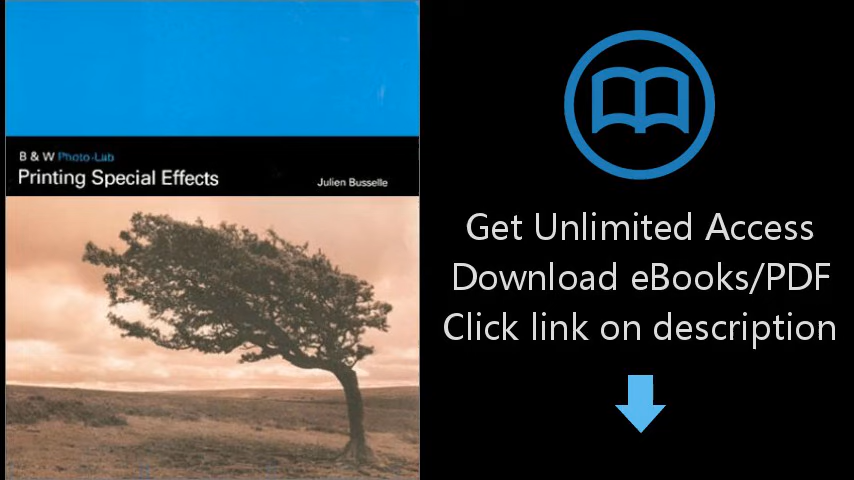 B & W Photo-Lab
Printing Special Effects
Julien Busselle
Get Unlimited Access
Download eBooks/PDF
Click link on description